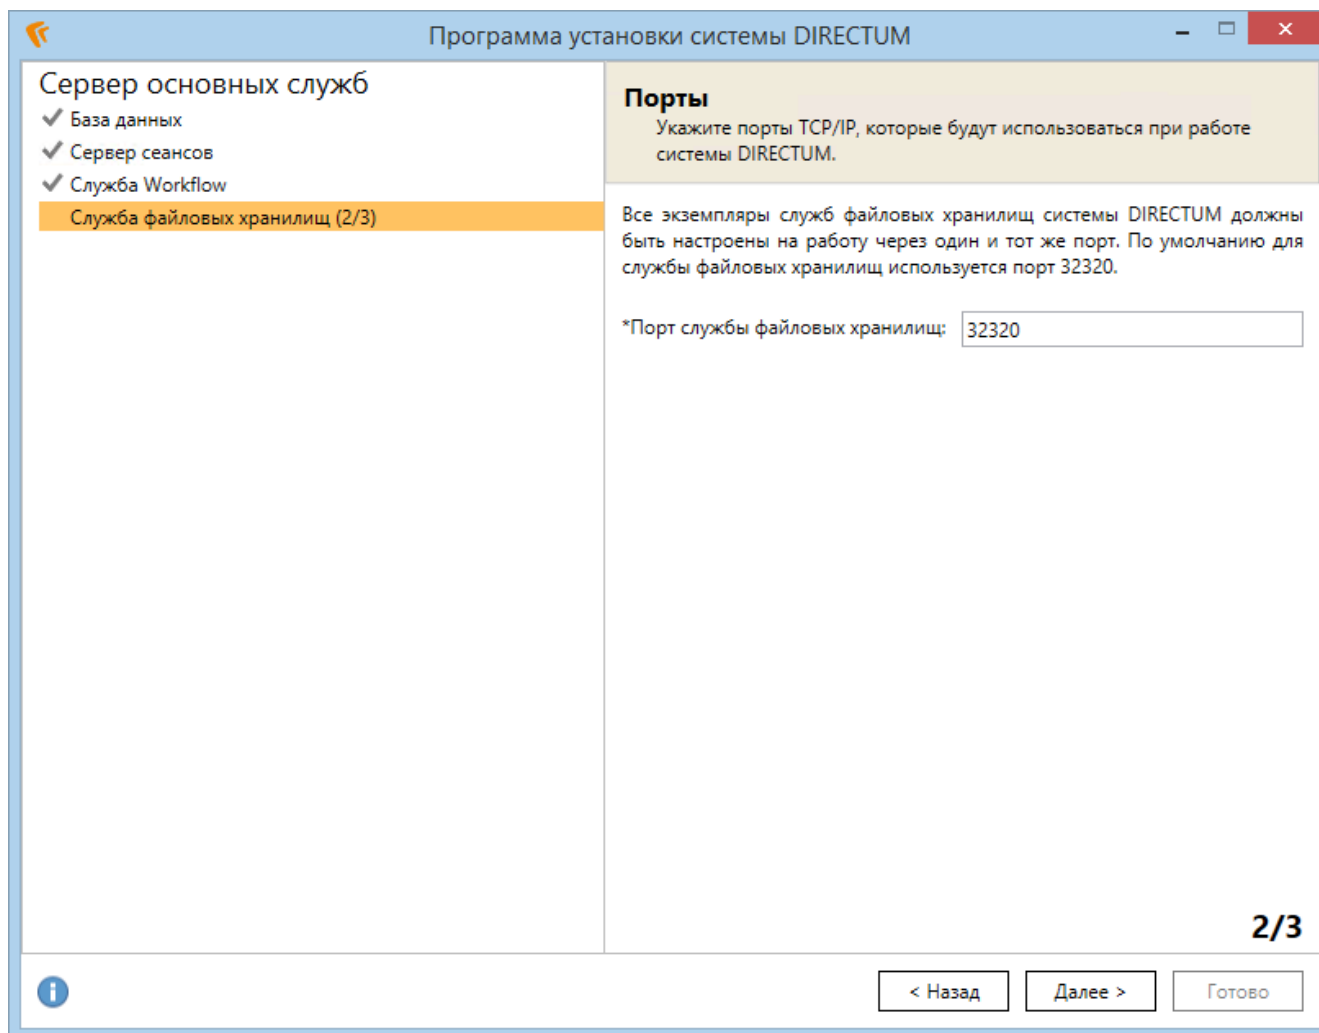 Программа установки системы DIRECTUM
Сервер основных служб
База данных
Сервер сеансов
Служба Workflow
Служба файловых хранилищ (2/3)
Порты
Укажите порты TCP/IP, которые будут использоваться при работе
системы DIRECTUM.
Все экземпляры служб файловых хранилищ системы DIRECTUM должны
быть настроены на работу через один и тот же порт. По умолчанию для
службы файловых хранилищ используется порт 32320.
*Порт службы файловых хранилищ: 32320
2/3
< Назад Далее > Готово